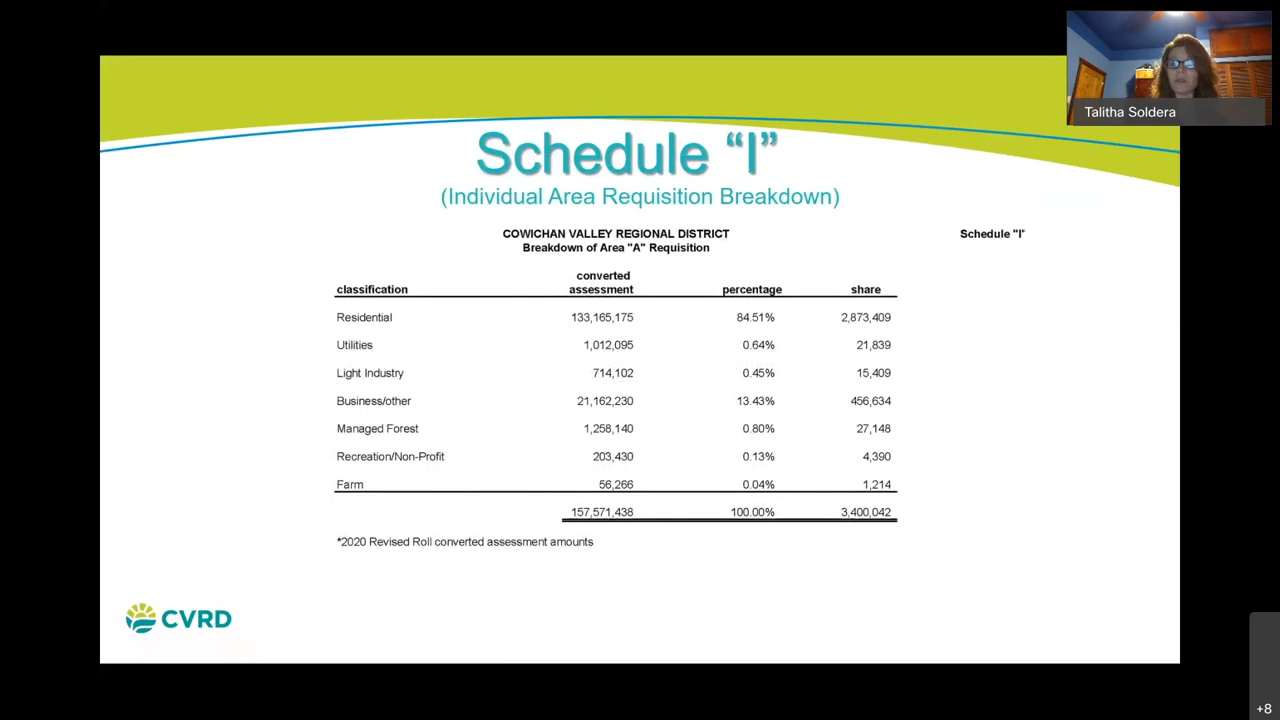 Talitha Soldera
Schedule “I”
(Individual Area Requisition Breakdown)
COWICHAN VALLEY REGIONAL DISTRICT Schedule "I"
Breakdown of Area "A" Requisition
converted
classification assessment percentage share
Residential 133,165,175 84.51% 2,873,409
Utilities 1,012,095 0.64% 21,839
Light Industry 714,102 0.45% 15,409
Business/other 21,162,230 13.43% 456,634
Managed Forest 1,258,140 0.80% 27,148
Recreation/Non-Profit 203,430 0.13% 4,390
Farm 56,266 0.04% 1,214
157,571,438 100.00% 3,400,042
*2020 Revised Roll converted assessment amounts
CVRD
+8